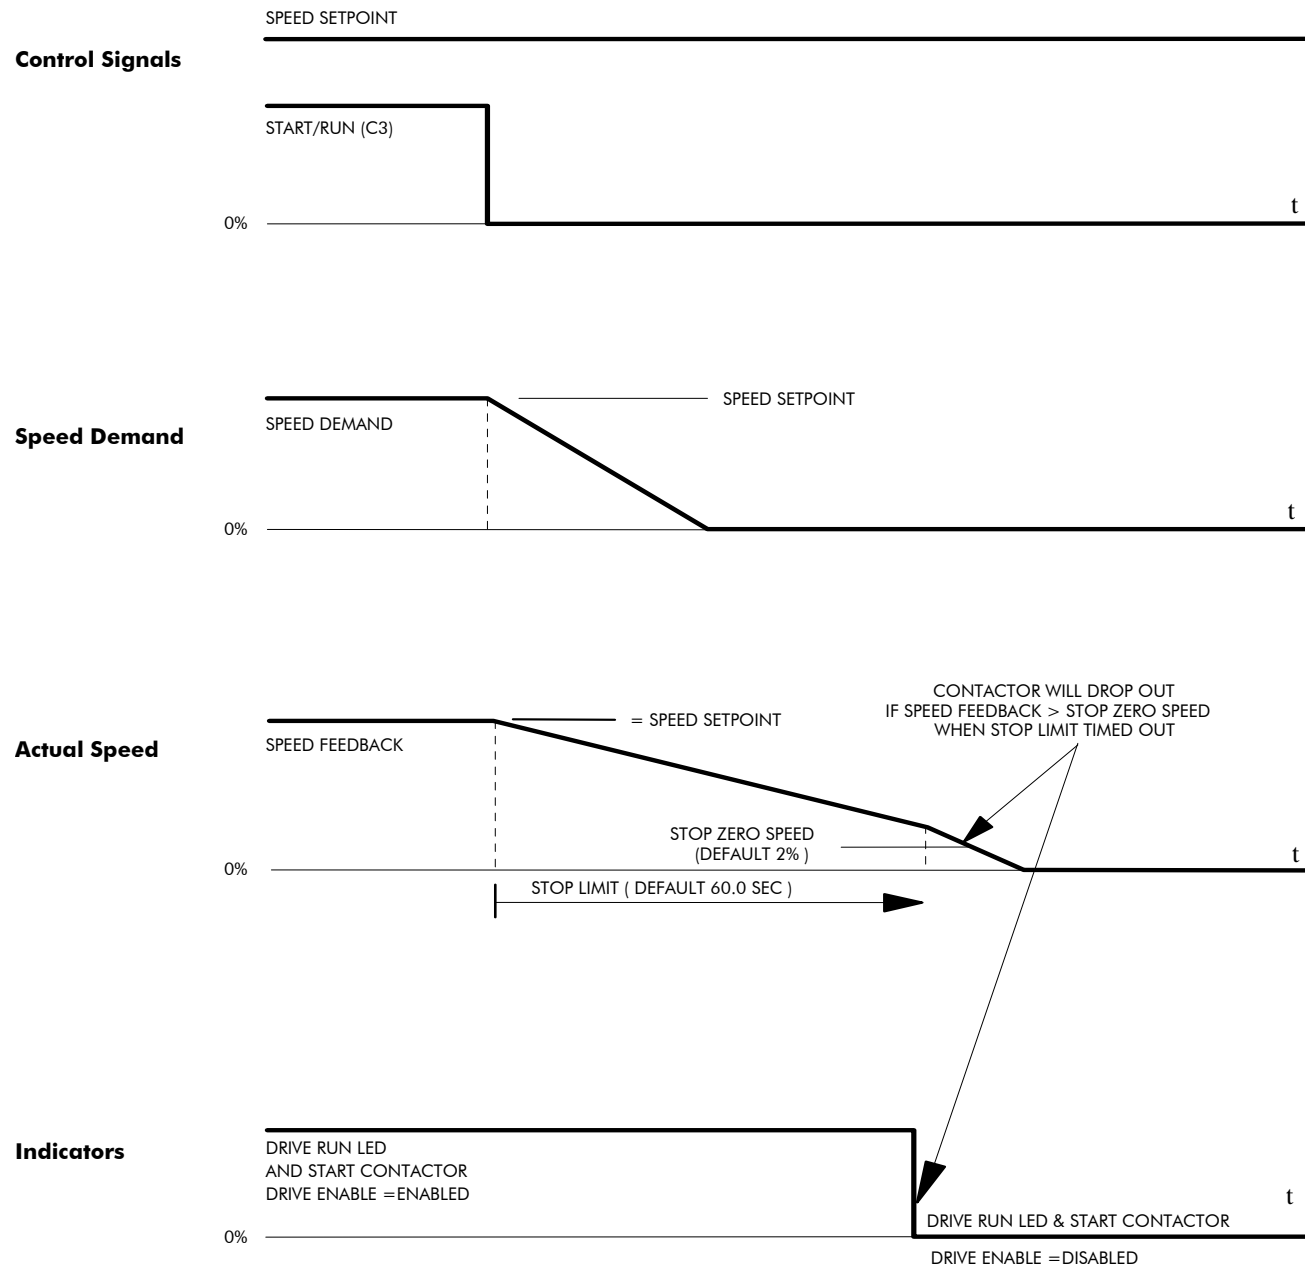 SPEED SETPOINT
Control Signals
START/RUN (C3)
t
0%
SPEED SETPOINT
SPEED DEMAND
Speed Demand
t
0%
CONTACTOR WILL DROP OUT
IF SPEED FEEDBACK > STOP ZERO SPEED
WHEN STOP LIMIT TIMED OUT
= SPEED SETPOINT
SPEED FEEDBACK
Actual Speed
STOP ZERO SPEED
(DEFAULT 2% )
t
0%
STOP LIMIT ( DEFAULT 60.0 SEC )
Indicators
DRIVE RUN LED
AND START CONTACTOR
DRIVE ENABLE =ENABLED
t
DRIVE RUN LED & START CONTACTOR
0%
DRIVE ENABLE =DISABLED